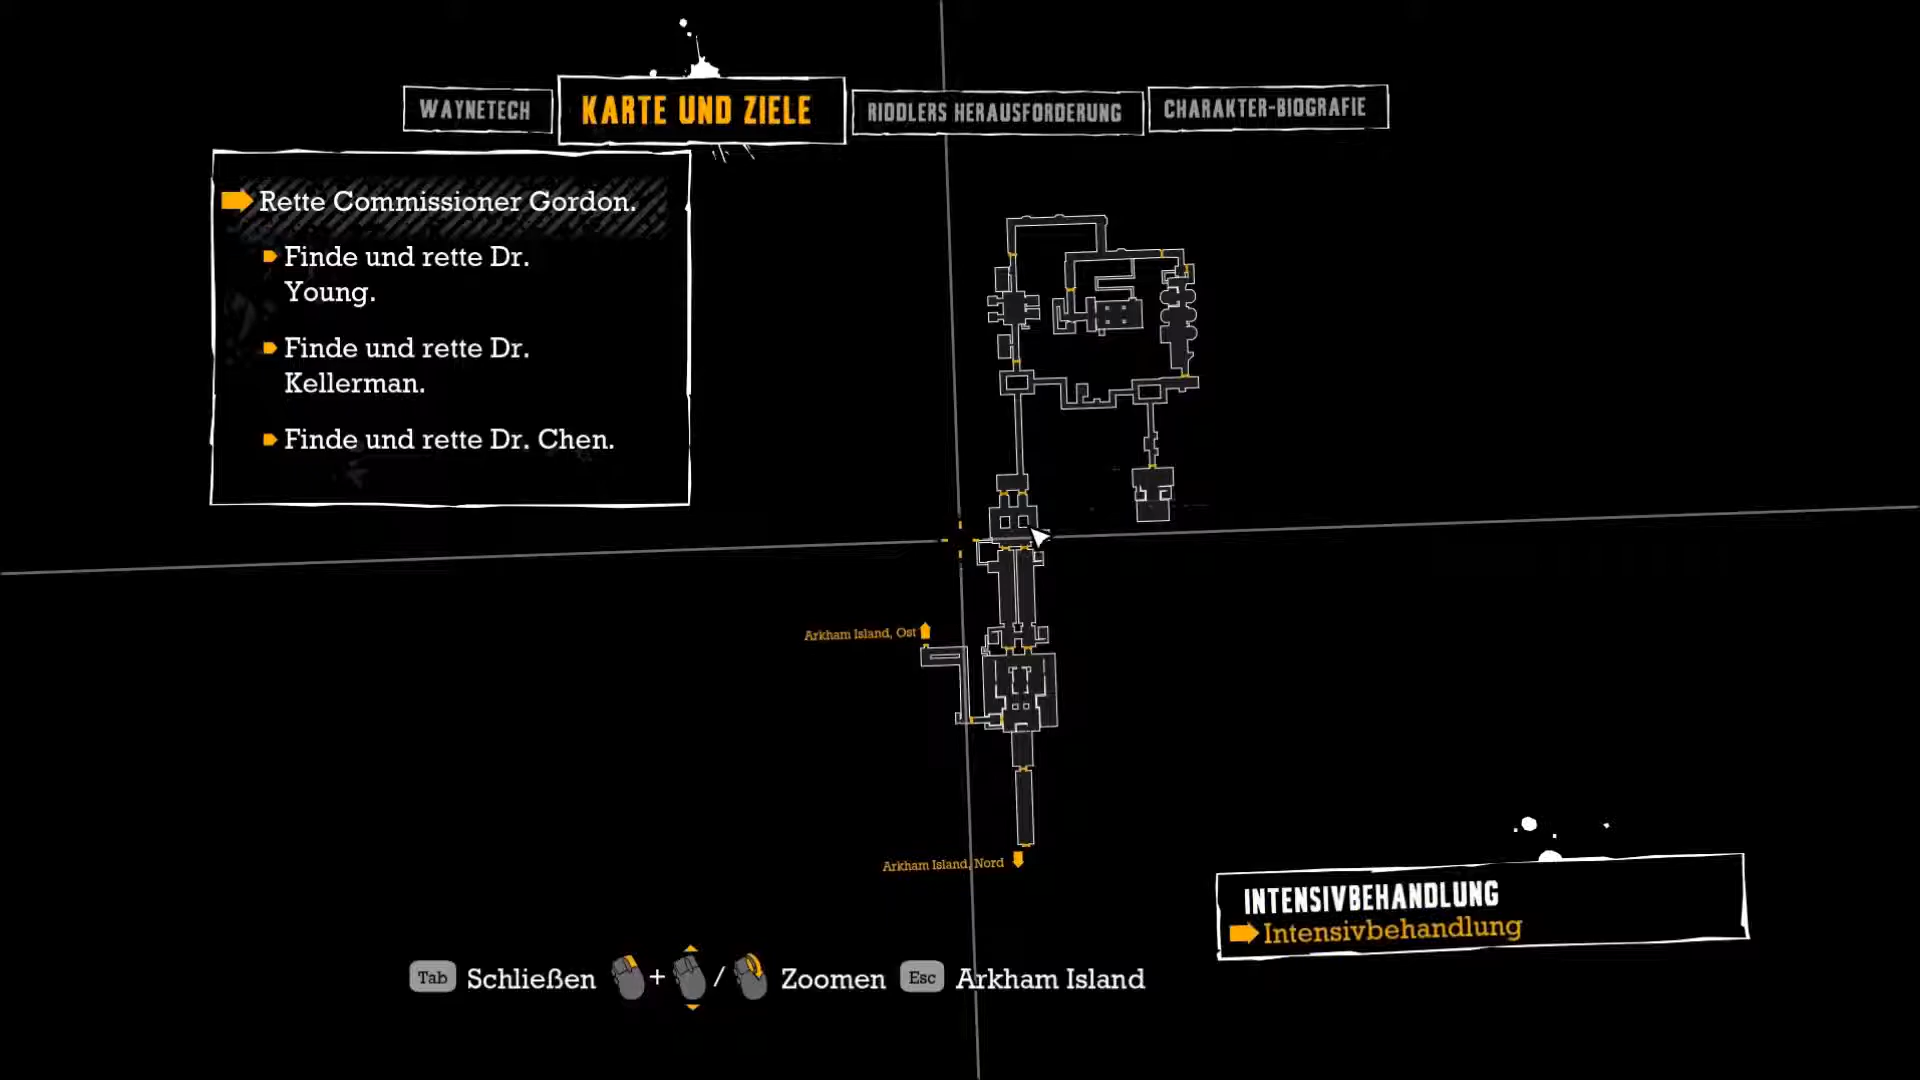 WAYNETECH
KARTE UND ZIELE
RIDDLERS HERAUSFORDERUNG
CHARAKTER-BIOGRAFIE
Rette Commissioner Gordon.
Finde und rette Dr.
Young.
Finde und rette Dr.
Kellerman.
Finde und rette Dr. Chen.
Arkham Island, Ost
Arkham Island, Nord
INTENSIVBEHANDLUNG
Intensivbehandlung
Tab Schließen + / Zoomen Esc Arkham Island